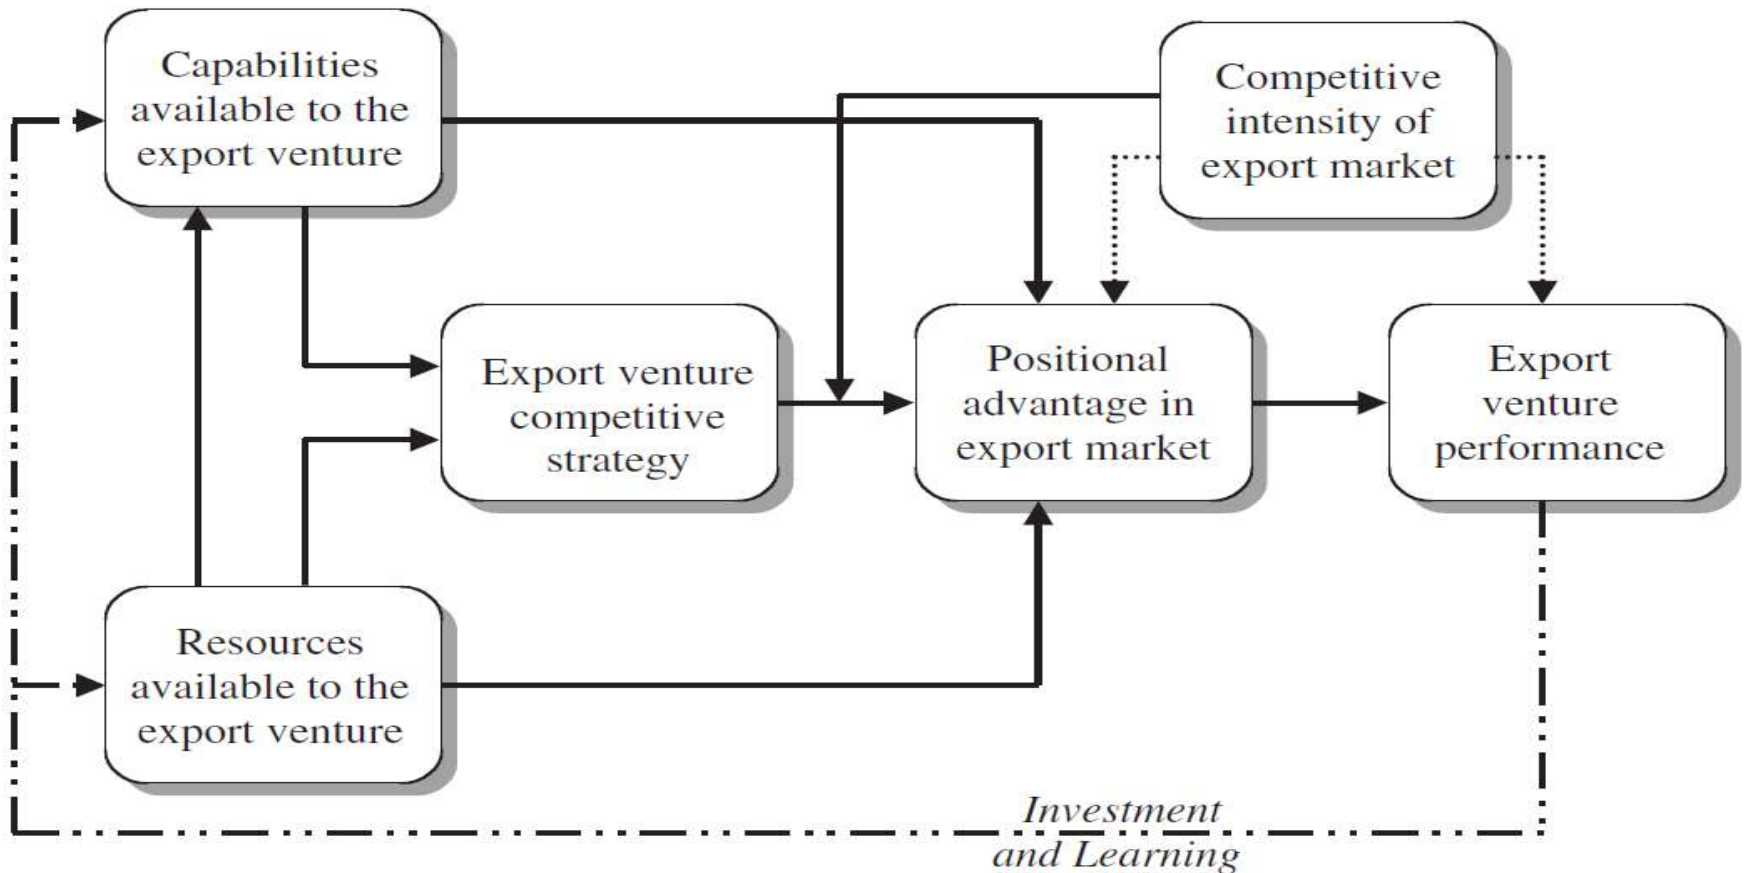 Capabilities
available to the
export venture
Competitive
intensity of
export market
Export venture
competitive
strategy
Positional
advantage in
export market
Export
venture
performance
Resources
available to the
export venture
Investment
and Learning